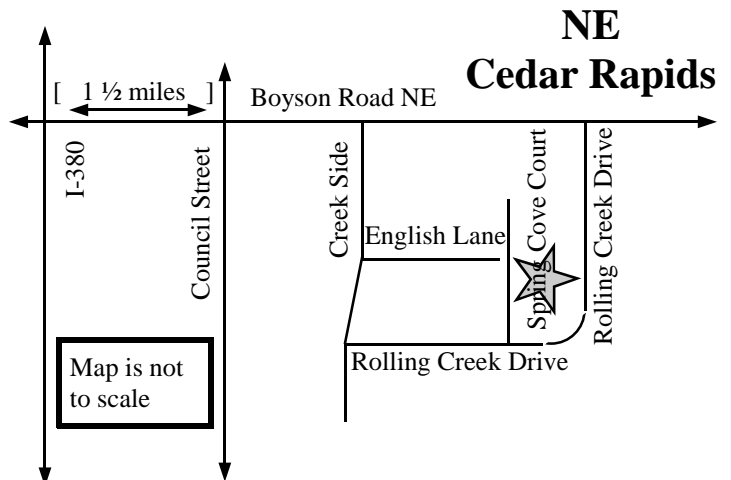 NE
Cedar Rapids
[ 1 ½ miles ]
Boyson Road NE
I-380
Council Street
Creek Side
English Lane
Spring Cove Court
Rolling Creek Drive
Rolling Creek Drive
Map is not
to scale